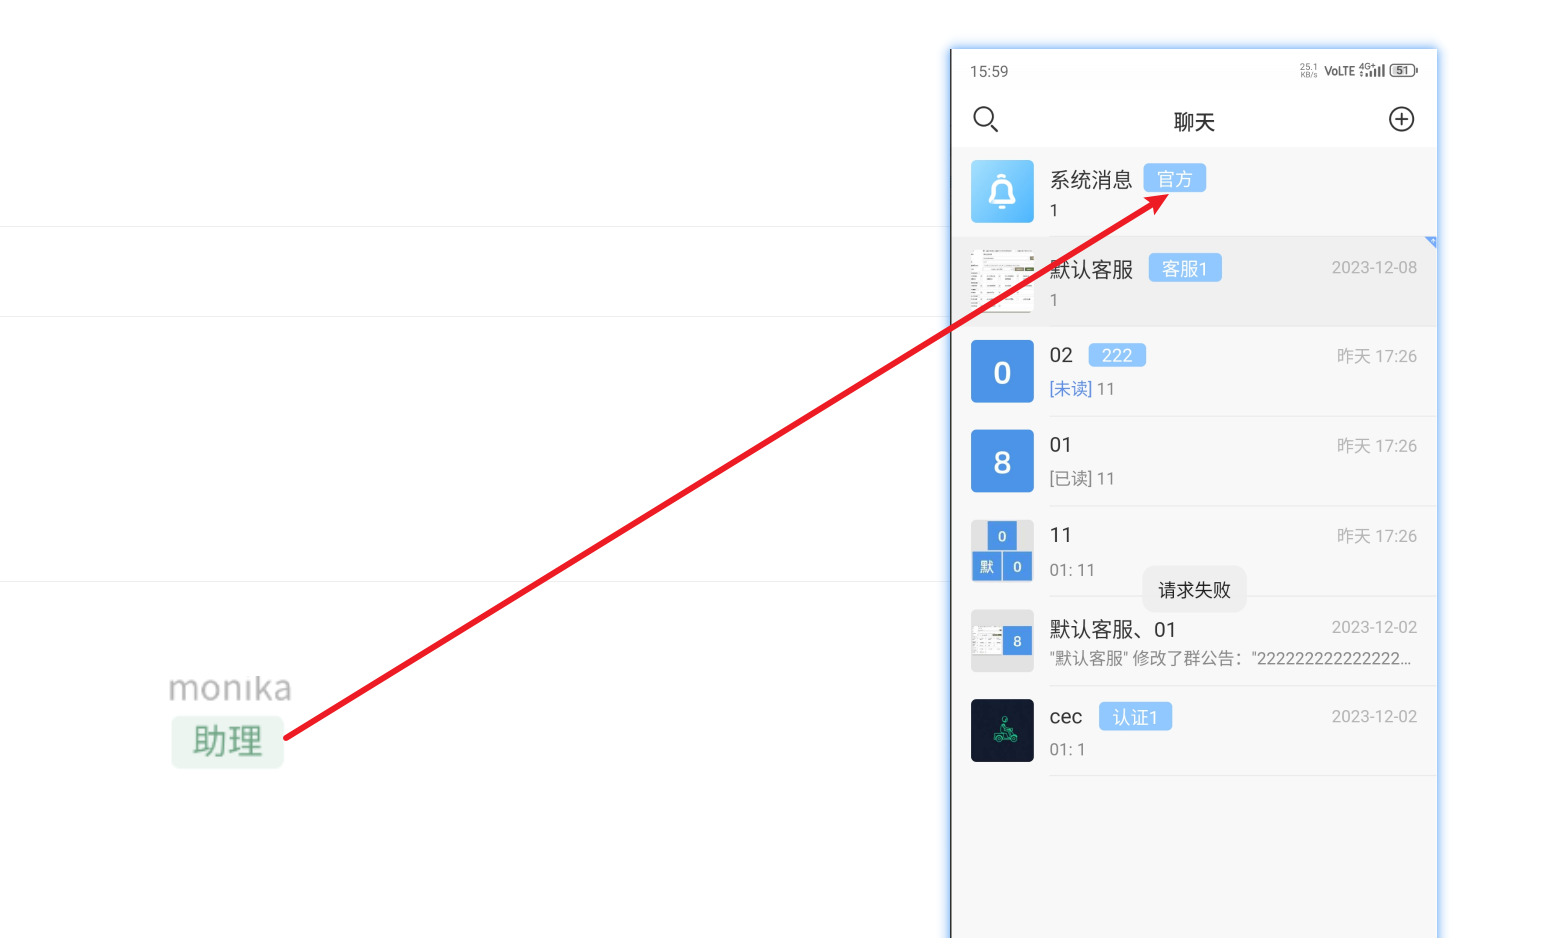 15:59
25.1 KB/s VoLTE 4G+ 51
聊天
系统消息 官方
1
默认客服 客服1 2023-12-08
1
0 02 222 昨天 17:26
[未读] 11
8 01 昨天 17:26
[已读] 11
0 11 昨天 17:26
默 0 01: 11
请求失败
默认客服、01 2023-12-02
8 "默认客服" 修改了群公告："222222222222222...
cec 认证1 2023-12-02
01: 1
monika
助理